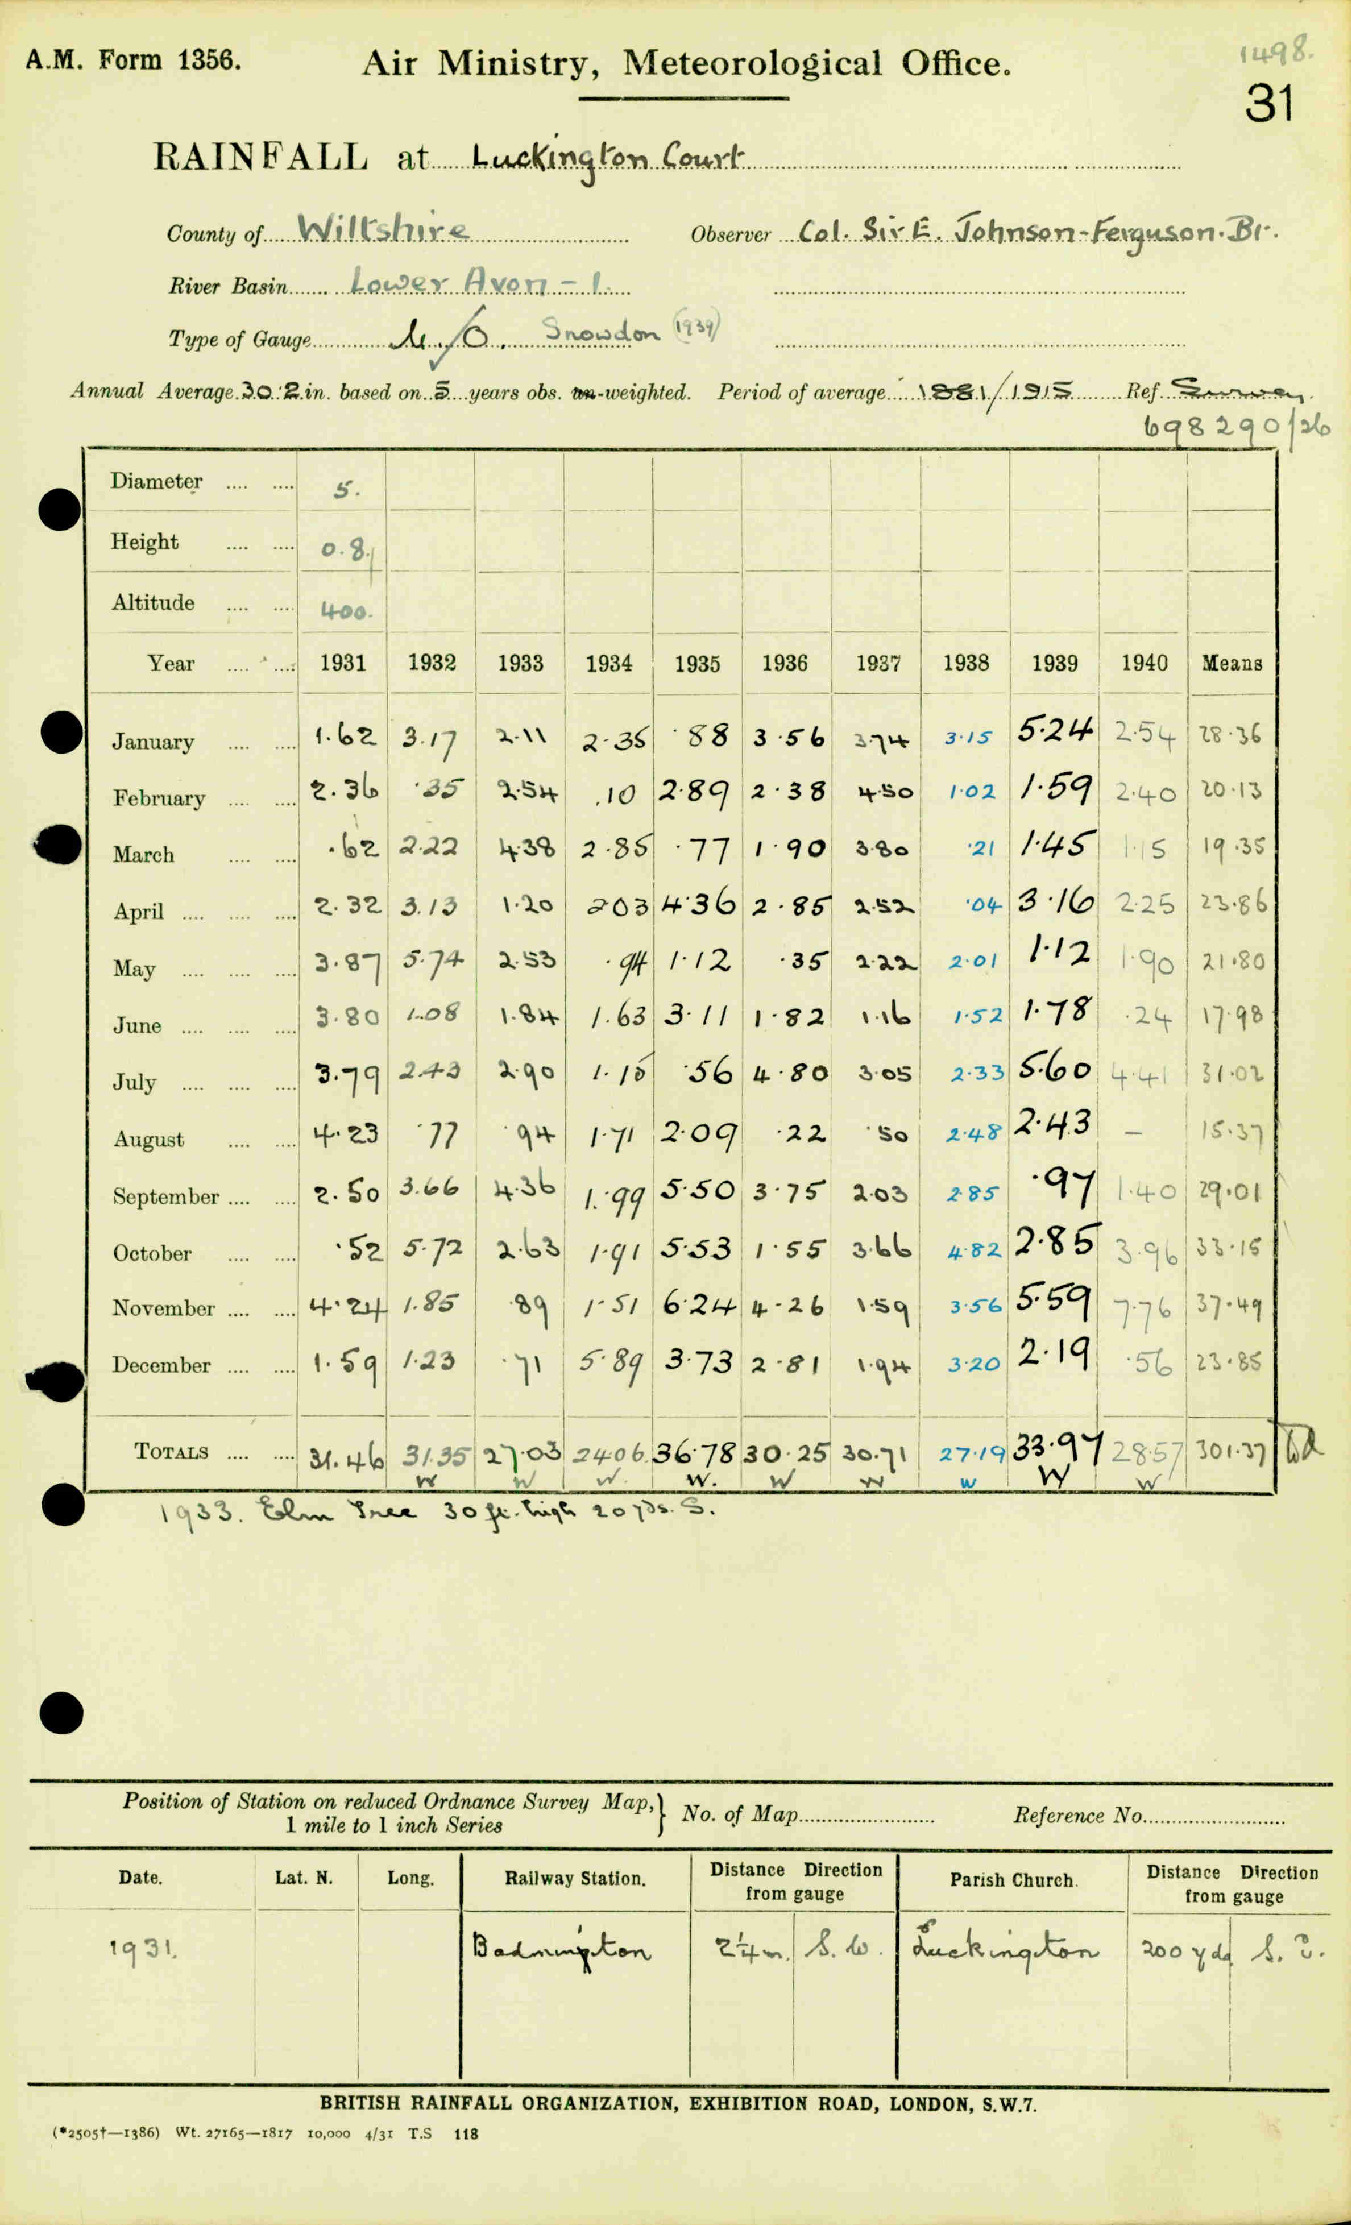 1498.
A.M. Form 1356. Air Ministry, Meteorological Office.
31
RAINFALL at Luckington Court
County of Wiltshire Observer Col. Sir E. Johnson-Ferguson. Bt.
River Basin Lower Avon - 1.
Type of Gauge M.O. Snowdon (1939)
Annual Average 30.2 in. based on 5 years obs. un-weighted. Period of average 1881/1915 Ref. Survey.
698290/26
Diameter .... .... 5.
Height .... .... 0.8.
Altitude .... .... 400.
Year .... .... 1931 1932 1933 1934 1935 1936 1937 1938 1939 1940 Means
January .... .... 1.62 3.17 2.11 2.35 .88 3.56 3.74 3.15 5.24 2.54 28.36
February .... .... 2.36 .35 2.54 .10 2.89 2.38 4.50 1.02 1.59 2.40 20.13
March .... .... .62 2.22 4.38 2.85 .77 1.90 3.80 .21 1.45 1.15 19.35
April .... .... .... 2.32 3.13 1.20 203 4.36 2.85 2.52 .04 3.16 2.25 23.86
May .... .... .... 3.87 5.74 2.53 .94 1.12 .35 2.22 2.01 1.12 1.90 21.80
June .... .... .... 3.80 1.08 1.84 1.63 3.11 1.82 1.16 1.52 1.78 .24 17.98
July .... .... .... 3.79 2.43 2.90 1.15 .56 4.80 3.05 2.33 5.60 4.41 31.02
August .... .... 4.23 .77 .94 1.71 2.09 .22 .50 2.48 2.43 – 15.37
September .... .... 2.50 3.66 4.36 1.99 5.50 3.75 2.03 2.85 .97 1.40 29.01
October .... .... .52 5.72 2.63 1.91 5.53 1.55 3.66 4.82 2.85 3.96 33.15
November .... .... 4.24 1.85 .89 1.51 6.24 4.26 1.59 3.56 5.59 7.76 37.49
December .... .... 1.59 1.23 .71 5.89 3.73 2.81 1.94 3.20 2.19 .56 23.85
TOTALS .... .... 31.46 31.35 27.03 2406 36.78 30.25 30.71 27.19 33.97 28.57 301.37
W W W. W. W W W W W
1933. Elm Tree 30 ft. high 20 yds. S.
Position of Station on reduced Ordnance Survey Map, 1 mile to 1 inch Series } No. of Map Reference No.
Date. Lat. N. Long. Railway Station. Distance Direction from gauge Parish Church. Distance Direction from gauge
1931. Badmington 2¼ m. S.W. Luckington 200 yds
BRITISH RAINFALL ORGANIZATION, EXHIBITION ROAD, LONDON, S.W.7.
(*2505†—1386) Wt. 27165—1817 10,000 4/31 T.S 118